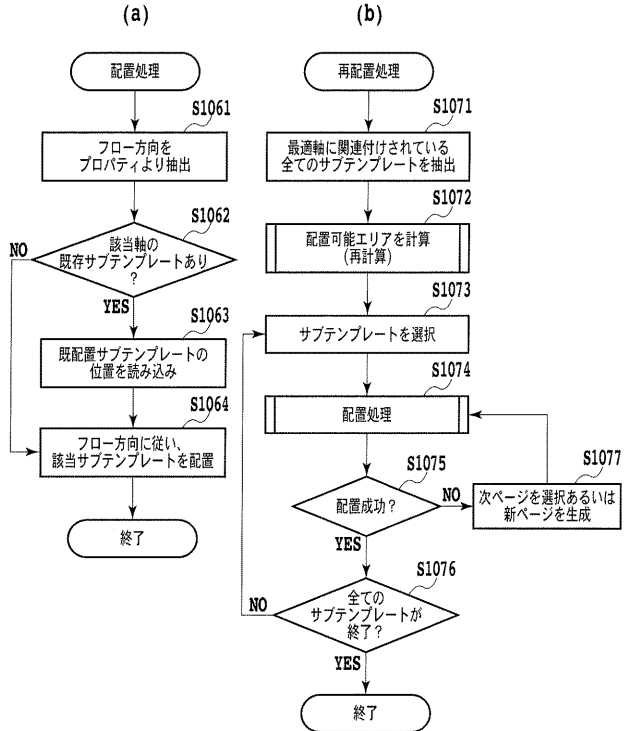 (a)
配置処理
S1061
フロー方向を
プロパティより抽出
S1062
該当軸の
既存サブテンプレートあり
?
NO
YES
S1063
既配置サブテンプレートの
位置を読み込み
S1064
フロー方向に従い、
該当サブテンプレートを配置
終了
(b)
再配置処理
S1071
最適軸に関連付けされている
全てのサブテンプレートを抽出
S1072
配置可能エリアを計算
(再計算)
S1073
サブテンプレートを選択
S1074
配置処理
S1075
配置成功?
NO
YES
S1077
次ページを選択あるいは
新ページを生成
S1076
全ての
サブテンプレートが
終了?
NO
YES
終了